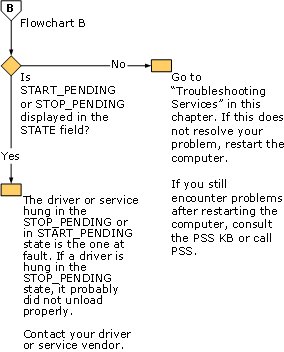 B
Flowchart B
Is
START_PENDING
or STOP_PENDING
displayed in the
STATE field?
No
Go to
“Troubleshooting
Services” in this
chapter. If this does
not resolve your
problem, restart the
computer.
If you still
encounter problems
after restarting the
computer, consult
the PSS KB or call
PSS.
Yes
The driver or service
hung in the
STOP_PENDING or
in START_PENDING
state is the one at
fault. If a driver is
hung in the
STOP_PENDING
state, it probably
did not unload
properly.
Contact your driver
or service vendor.